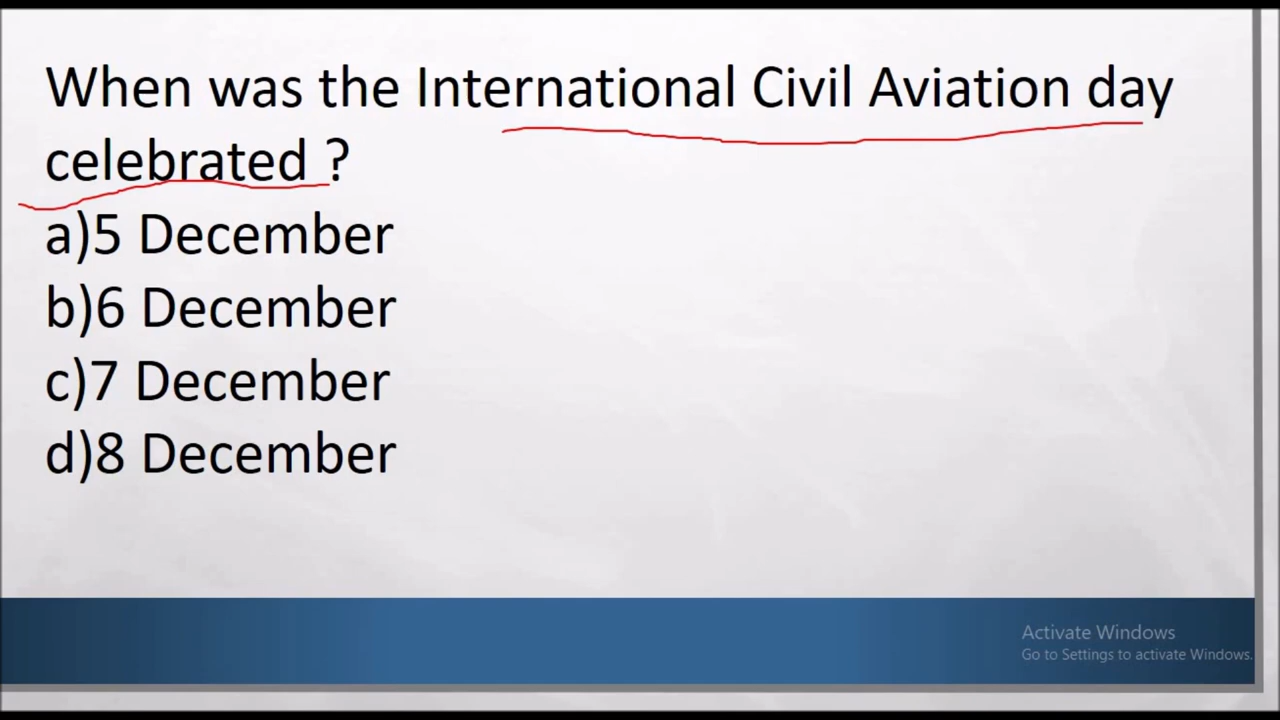 When was the International Civil Aviation day
celebrated ?
a)5 December
b)6 December
c)7 December
d)8 December
Activate Windows
Go to Settings to activate Windows.